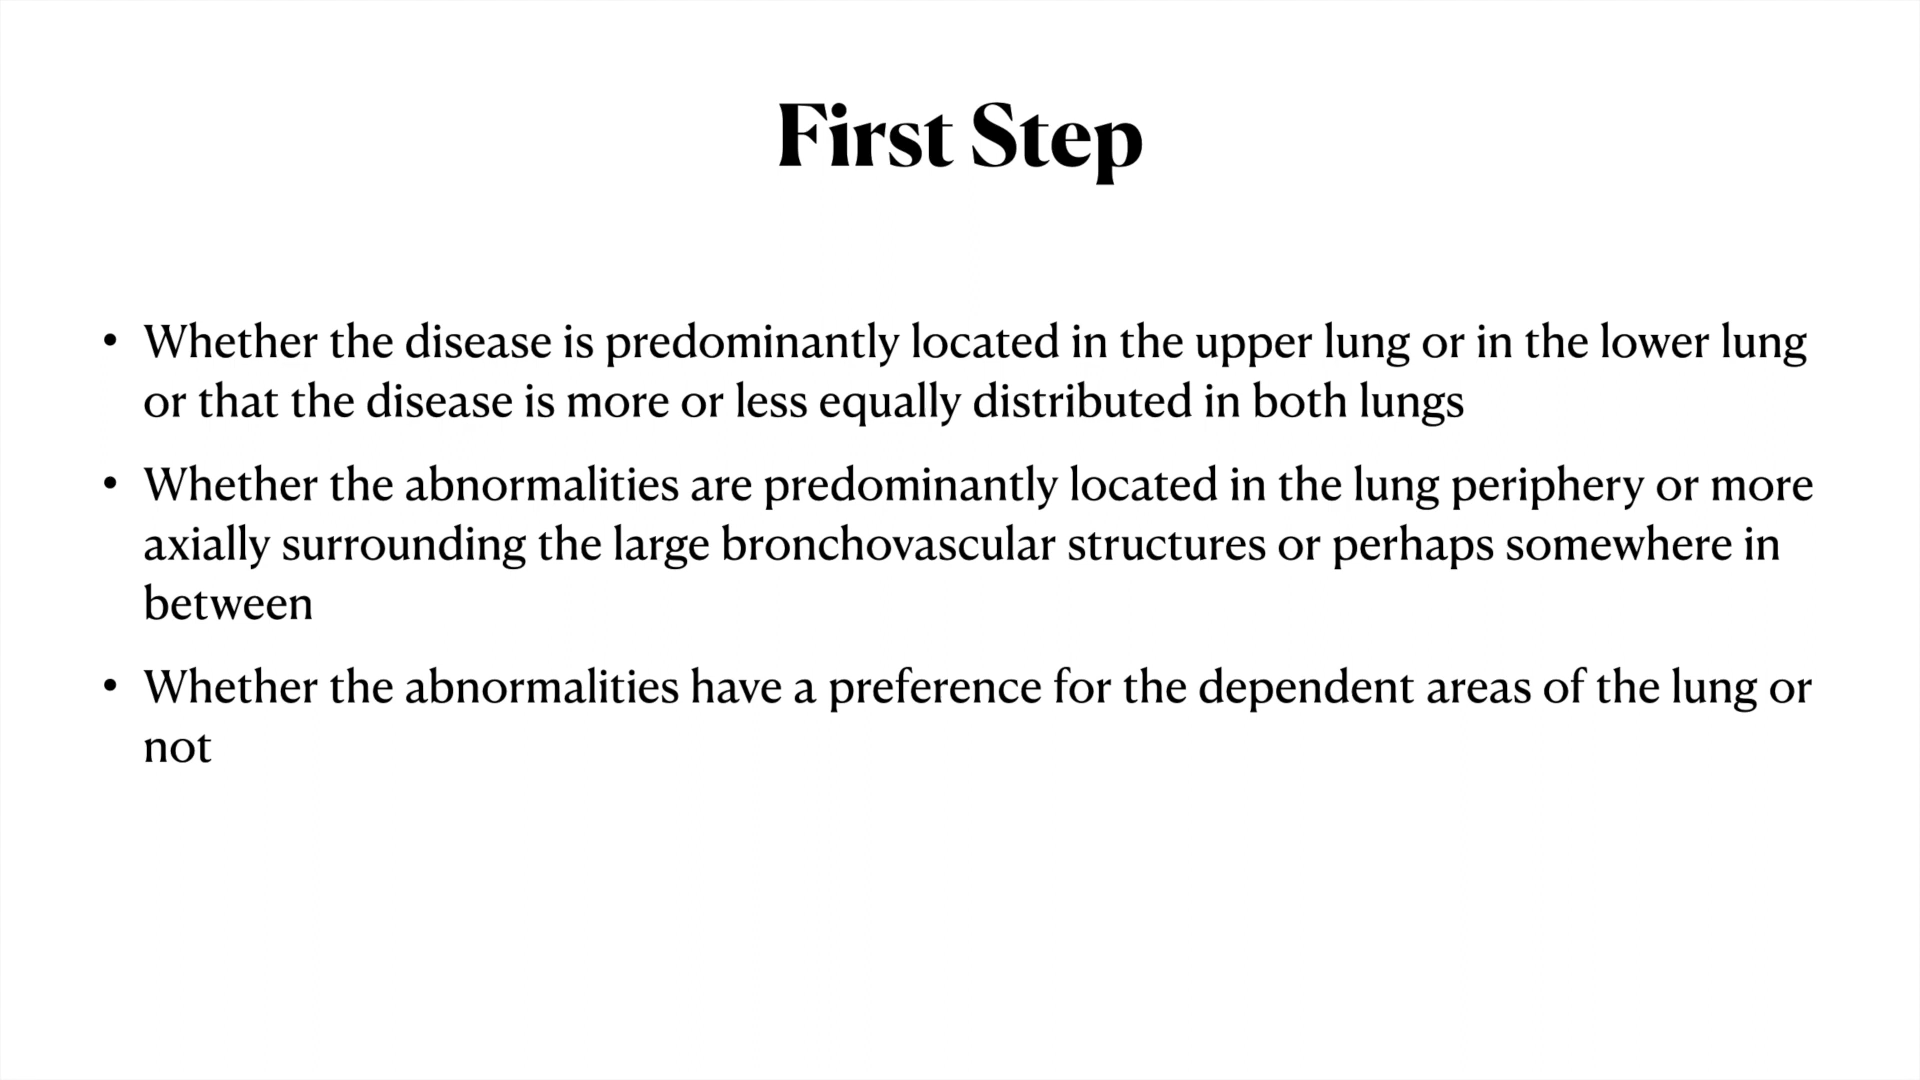 First Step
• Whether the disease is predominantly located in the upper lung or in the lower lung
or that the disease is more or less equally distributed in both lungs
• Whether the abnormalities are predominantly located in the lung periphery or more
axially surrounding the large bronchovascular structures or perhaps somewhere in
between
• Whether the abnormalities have a preference for the dependent areas of the lung or
not